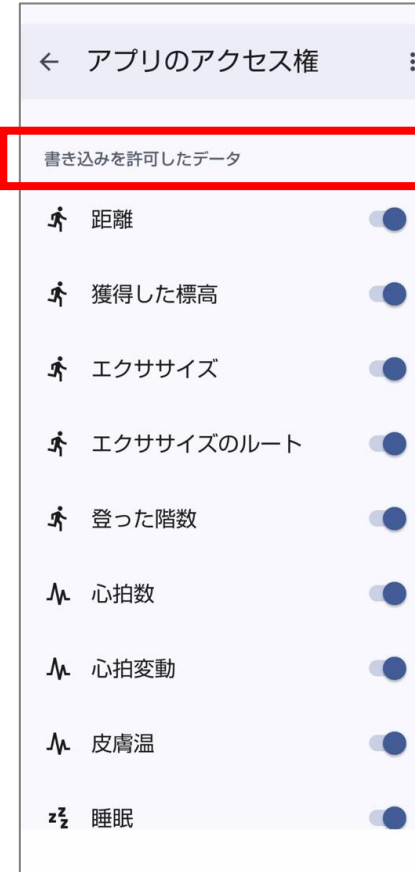 アプリのアクセス権
書き込みを許可したデータ
距離
獲得した標高
エクササイズ
エクササイズのルート
登った階数
心拍数
心拍変動
皮膚温
睡眠